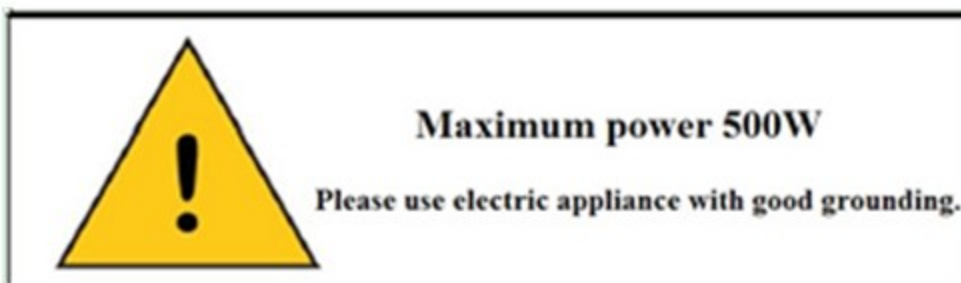 Maximum power 500W
Please use electric appliance with good grounding.